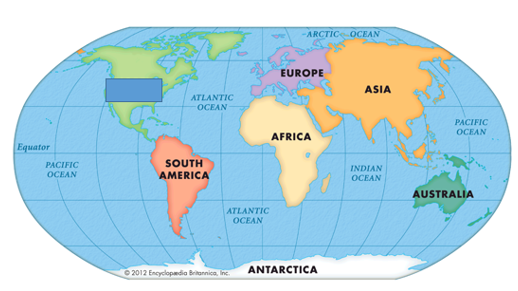 ARCTIC OCEAN
EUROPE
ASIA
ATLANTIC
OCEAN
PACIFIC
OCEAN
AFRICA
Equator
PACIFIC
OCEAN
SOUTH
AMERICA
INDIAN
OCEAN
AUSTRALIA
ATLANTIC
OCEAN
ANTARCTICA
© 2012 Encyclopædia Britannica, Inc.